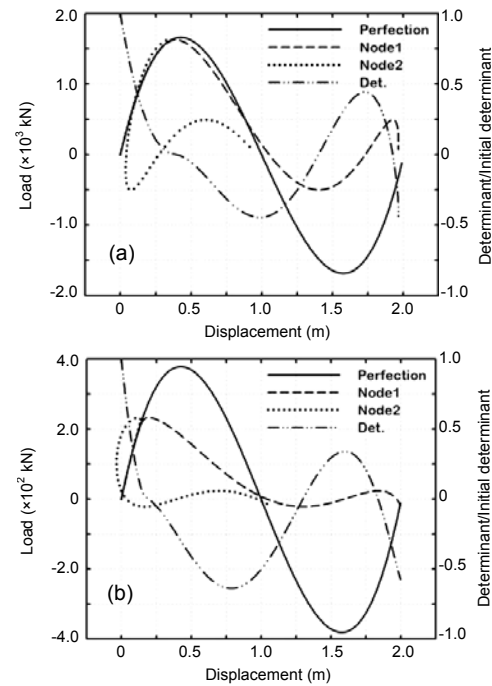 2.0
1.0
0
-1.0
2.0
Load (×10³ kN)
1.0
0.5
0
-0.5
-1.0
Determinant/Initial determinant
Perfection
Node1
Node2
Det.
(a)
0
0.5
1.0
1.5
2.0
Displacement (m)
4.0
2.0
0
-2.0
-4.0
Load (×10² kN)
1.0
0.5
0
-0.5
-1.0
Determinant/Initial determinant
Perfection
Node1
Node2
Det.
(b)
0
0.5
1.0
1.5
2.0
Displacement (m)